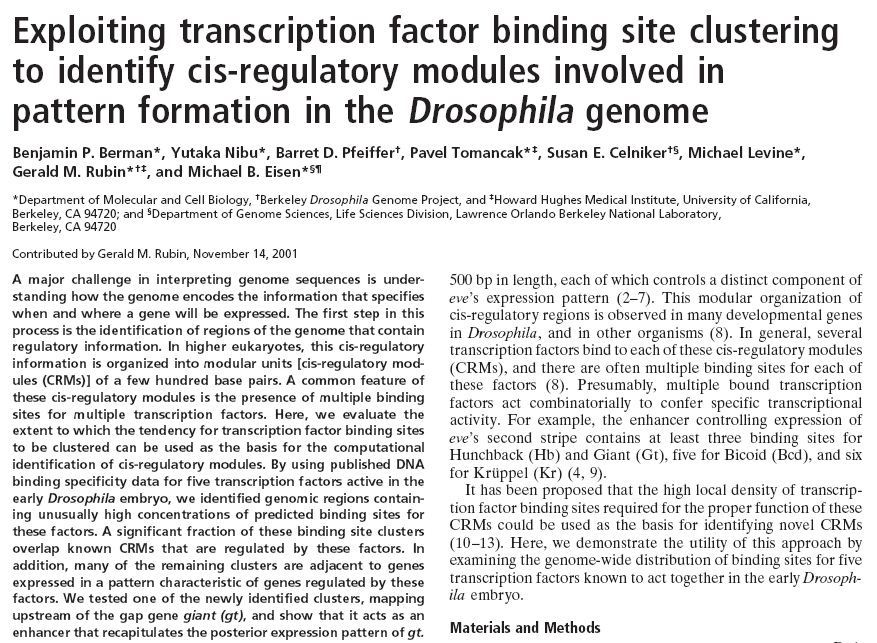 Exploiting transcription factor binding site clustering
to identify cis-regulatory modules involved in
pattern formation in the Drosophila genome
Benjamin P. Berman*, Yutaka Nibu*, Barret D. Pfeiffer†, Pavel Tomancak*‡, Susan E. Celniker†§, Michael Levine*,
Gerald M. Rubin*†‡, and Michael B. Eisen*§¶
*Department of Molecular and Cell Biology, †Berkeley Drosophila Genome Project, and ‡Howard Hughes Medical Institute, University of California,
Berkeley, CA 94720; and §Department of Genome Sciences, Life Sciences Division, Lawrence Orlando Berkeley National Laboratory,
Berkeley, CA 94720
Contributed by Gerald M. Rubin, November 14, 2001
A major challenge in interpreting genome sequences is under-
standing how the genome encodes the information that specifies
when and where a gene will be expressed. The first step in this
process is the identification of regions of the genome that contain
regulatory information. In higher eukaryotes, this cis-regulatory
information is organized into modular units [cis-regulatory mod-
ules (CRMs)] of a few hundred base pairs. A common feature of
these cis-regulatory modules is the presence of multiple binding
sites for multiple transcription factors. Here, we evaluate the
extent to which the tendency for transcription factor binding sites
to be clustered can be used as the basis for the computational
identification of cis-regulatory modules. By using published DNA
binding specificity data for five transcription factors active in the
early Drosophila embryo, we identified genomic regions contain-
ing unusually high concentrations of predicted binding sites for
these factors. A significant fraction of these binding site clusters
overlap known CRMs that are regulated by these factors. In
addition, many of the remaining clusters are adjacent to genes
expressed in a pattern characteristic of genes regulated by these
factors. We tested one of the newly identified clusters, mapping
upstream of the gap gene giant (gt), and show that it acts as an
enhancer that recapitulates the posterior expression pattern of gt.
500 bp in length, each of which controls a distinct component of
eve's expression pattern (2–7). This modular organization of
cis-regulatory regions is observed in many developmental genes
in Drosophila, and in other organisms (8). In general, several
transcription factors bind to each of these cis-regulatory modules
(CRMs), and there are often multiple binding sites for each of
these factors (8). Presumably, multiple bound transcription
factors act combinatorially to confer specific transcriptional
activity. For example, the enhancer controlling expression of
eve's second stripe contains at least three binding sites for
Hunchback (Hb) and Giant (Gt), five for Bicoid (Bcd), and six
for Krüppel (Kr) (4, 9).
It has been proposed that the high local density of transcrip-
tion factor binding sites required for the proper function of these
CRMs could be used as the basis for identifying novel CRMs
(10–13). Here, we demonstrate the utility of this approach by
examining the genome-wide distribution of binding sites for five
transcription factors known to act together in the early Drosoph-
ila embryo.
Materials and Methods